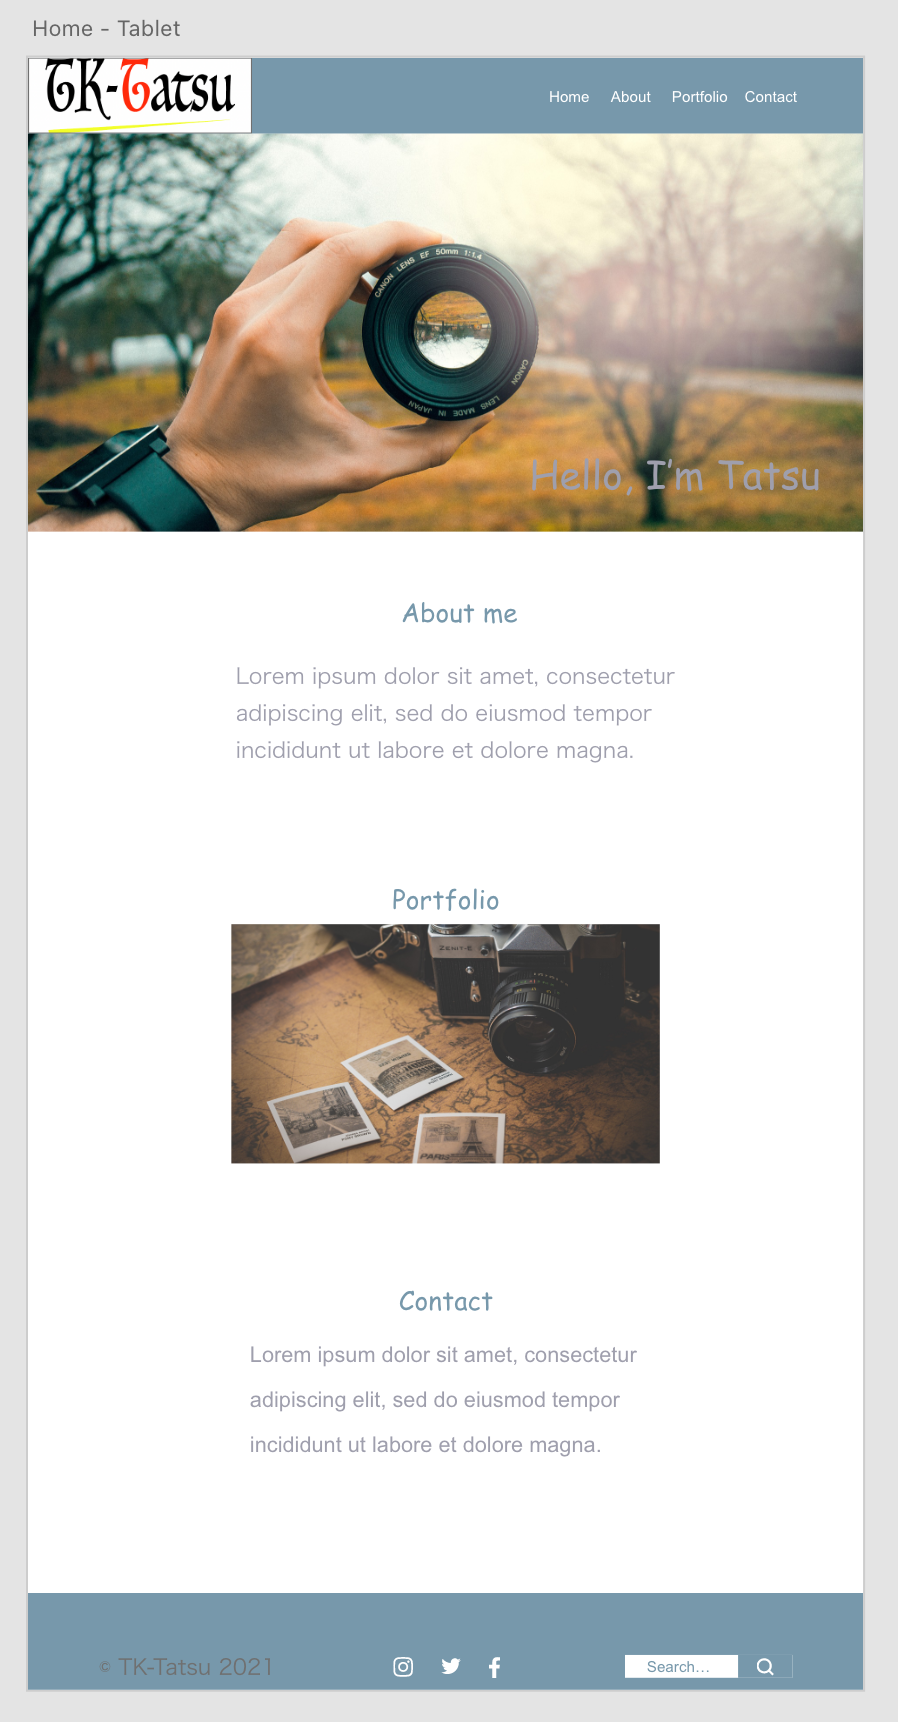 Home - Tablet
TK-Tatsu
Home About Portfolio Contact
CANON LENS EF 50mm 1:1.4
CANON LENS MADE IN JAPAN
Hello, I'm Tatsu
About me
Lorem ipsum dolor sit amet, consectetur
adipiscing elit, sed do eiusmod tempor
incididunt ut labore et dolore magna.
Portfolio
ZENIT-E
PARIS
Contact
Lorem ipsum dolor sit amet, consectetur
adipiscing elit, sed do eiusmod tempor
incididunt ut labore et dolore magna.
© TK-Tatsu 2021
Search...